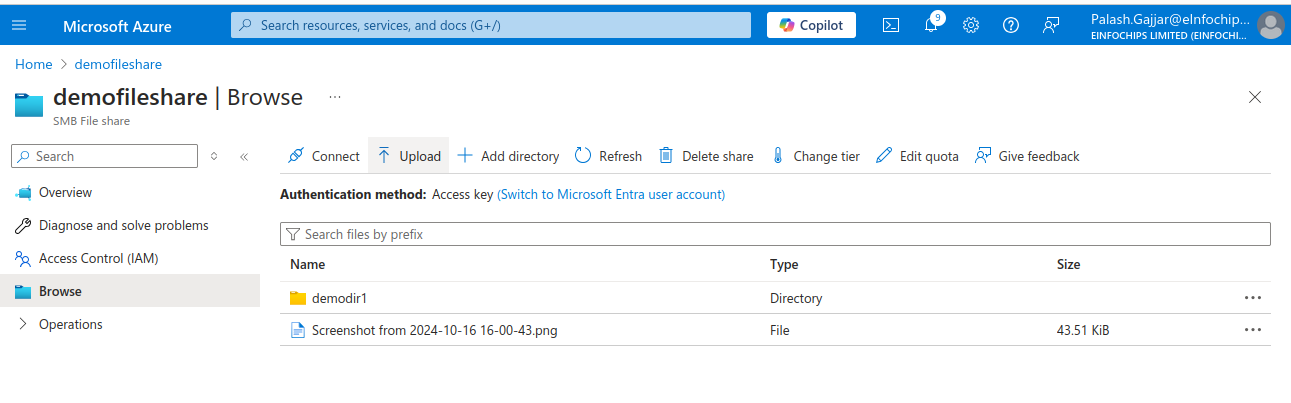 Microsoft Azure
Search resources, services, and docs (G+/)
Copilot
9
Palash.Gajjar@eInfochip...
EINFOCHIPS LIMITED (EINFOCHI...
Home > demofileshare
demofileshare | Browse ...
SMB File share
Search
Connect Upload Add directory Refresh Delete share Change tier Edit quota Give feedback
Overview
Diagnose and solve problems
Access Control (IAM)
Browse
Operations
Authentication method: Access key (Switch to Microsoft Entra user account)
Search files by prefix
Name Type Size
demodir1 Directory ...
Screenshot from 2024-10-16 16-00-43.png File 43.51 KiB ...